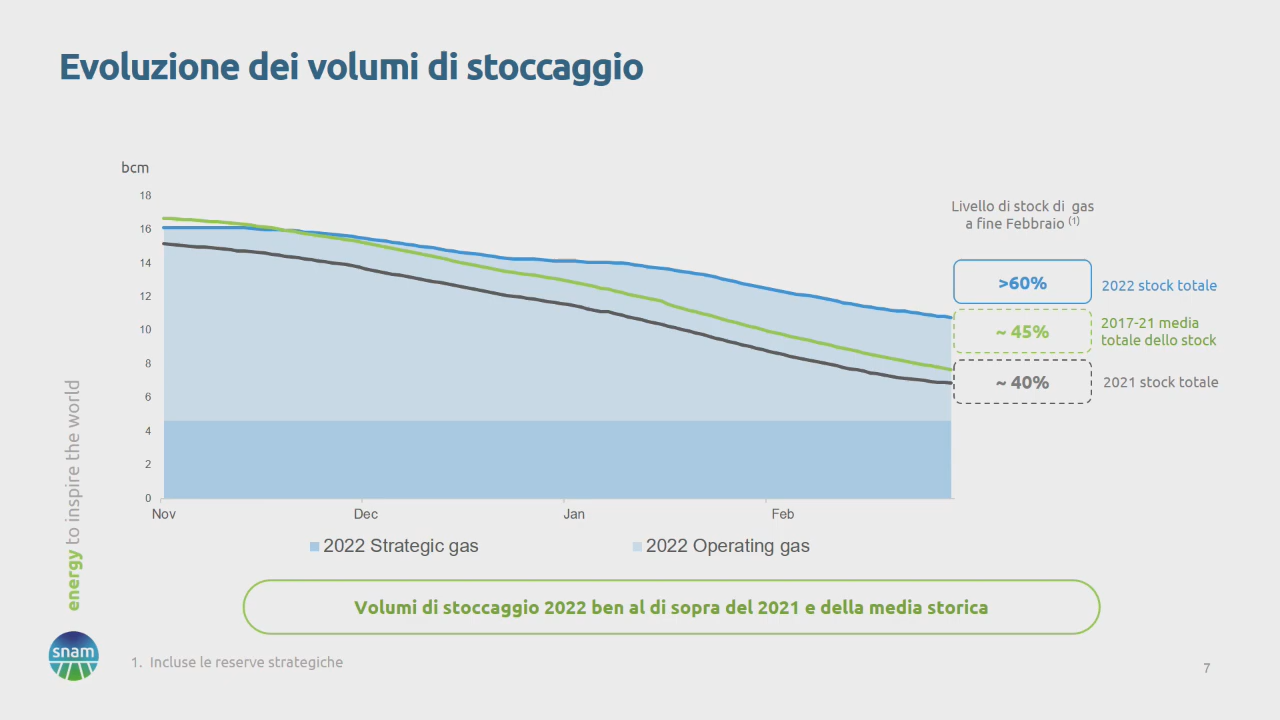 Evoluzione dei volumi di stoccaggio
bcm
18
16
14
12
10
8
6
4
2
0
Nov
Dec
Jan
Feb
2022 Strategic gas
2022 Operating gas
Livello di stock di gas
a fine Febbraio (1)
>60%
2022 stock totale
~ 45%
2017-21 media
totale dello stock
~ 40%
2021 stock totale
Volumi di stoccaggio 2022 ben al di sopra del 2021 e della media storica
energy to inspire the world
snam
1. Incluse le reserve strategiche
7